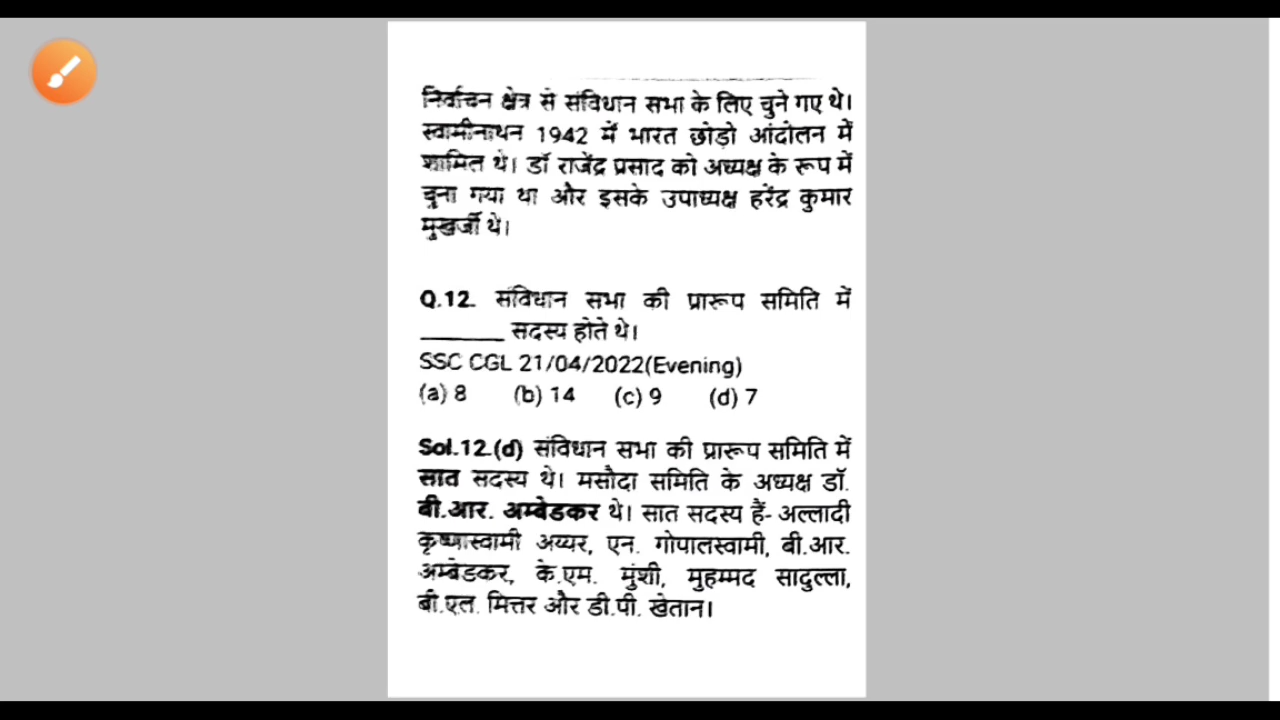 निर्वाचन क्षेत्र से संविधान सभा के लिए चुने गए थे।
स्वामीनाथन 1942 में भारत छोड़ो आंदोलन में
शामित थे। डॉ राजेंद्र प्रसाद को अध्यक्ष के रूप में
चुना गया था और इसके उपाध्यक्ष हरेंद्र कुमार
मुखर्जी थे।
Q.12. संविधान सभा की प्रारूप समिति में
______ सदस्य होते थे।
SSC CGL 21/04/2022(Evening)
(a) 8 (b) 14 (c) 9 (d) 7
Sol.12.(d) संविधान सभा की प्रारूप समिति में
सात सदस्य थे। मसौदा समिति के अध्यक्ष डॉ.
बी.आर. अम्बेडकर थे। सात सदस्य हैं- अल्लादी
कृष्णास्वामी अय्यर, एन. गोपालस्वामी, बी.आर.
अम्बेडकर, के.एम. मुंशी, मुहम्मद सादुल्ला,
बी.एल. मित्तर और डी.पी. खेतान।